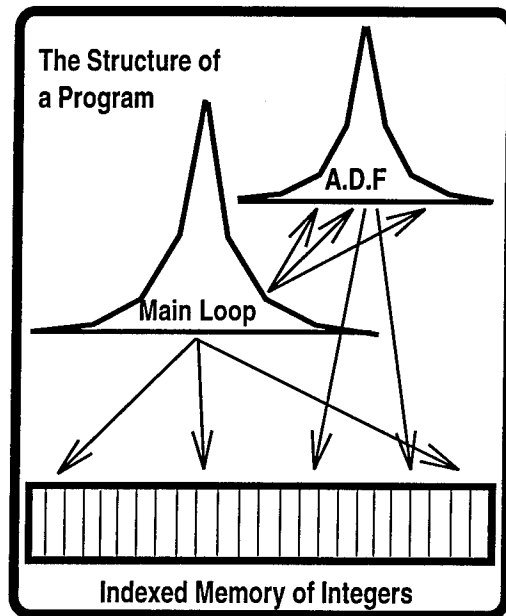 The Structure of
a Program
A.D.F
Main Loop
Indexed Memory of Integers